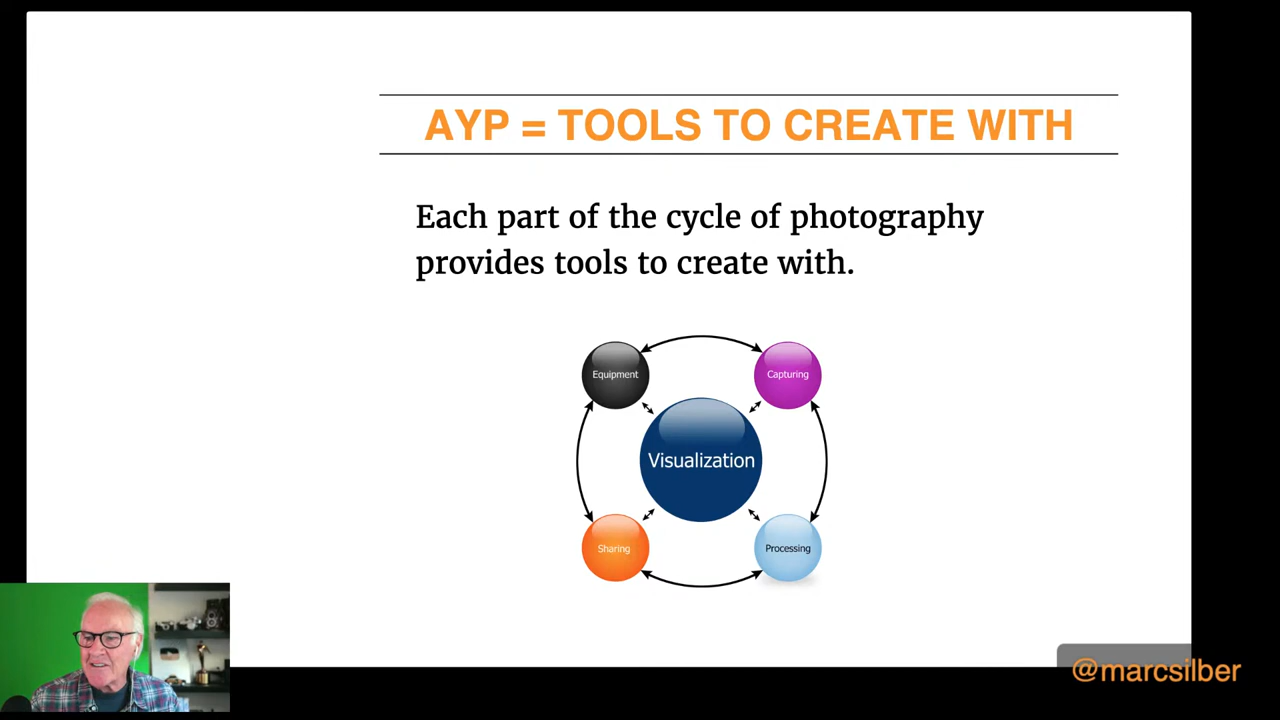 AYP = TOOLS TO CREATE WITH
Each part of the cycle of photography
provides tools to create with.
Equipment
Capturing
Visualization
Sharing
Processing
@marcsilber